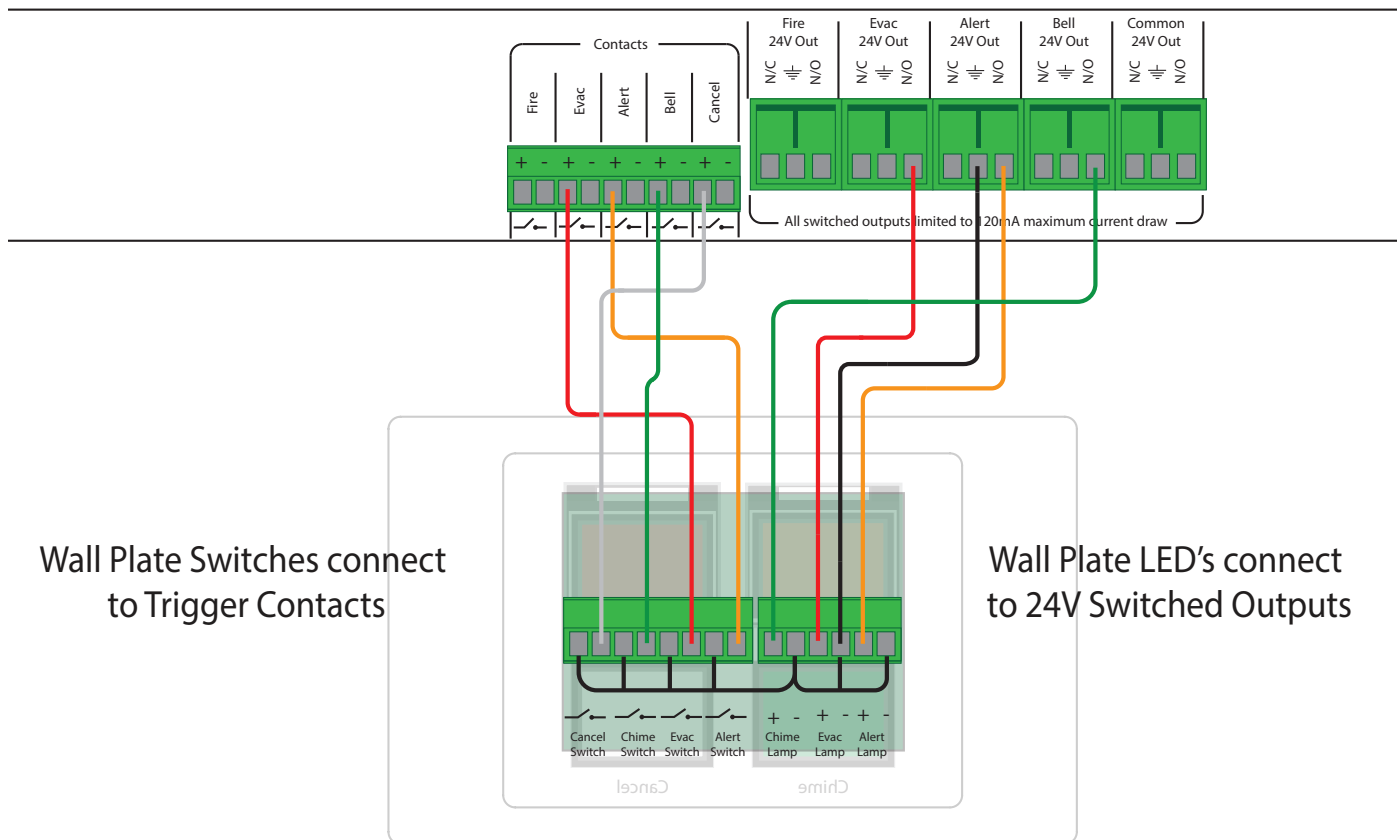 Contacts
Fire Evac Alert Bell Cancel
+ - + - + - + - + -
Fire
24V Out
N/C N/O
Evac
24V Out
N/C N/O
Alert
24V Out
N/C N/O
Bell
24V Out
N/C N/O
Common
24V Out
N/C N/O
All switched outputs limited to 120mA maximum current draw
Wall Plate Switches connect
to Trigger Contacts
Wall Plate LED's connect
to 24V Switched Outputs
Cancel
Switch
Chime
Switch
Evac
Switch
Alert
Switch
+ - + - + -
Chime
Lamp
Evac
Lamp
Alert
Lamp
Cancel
Chime